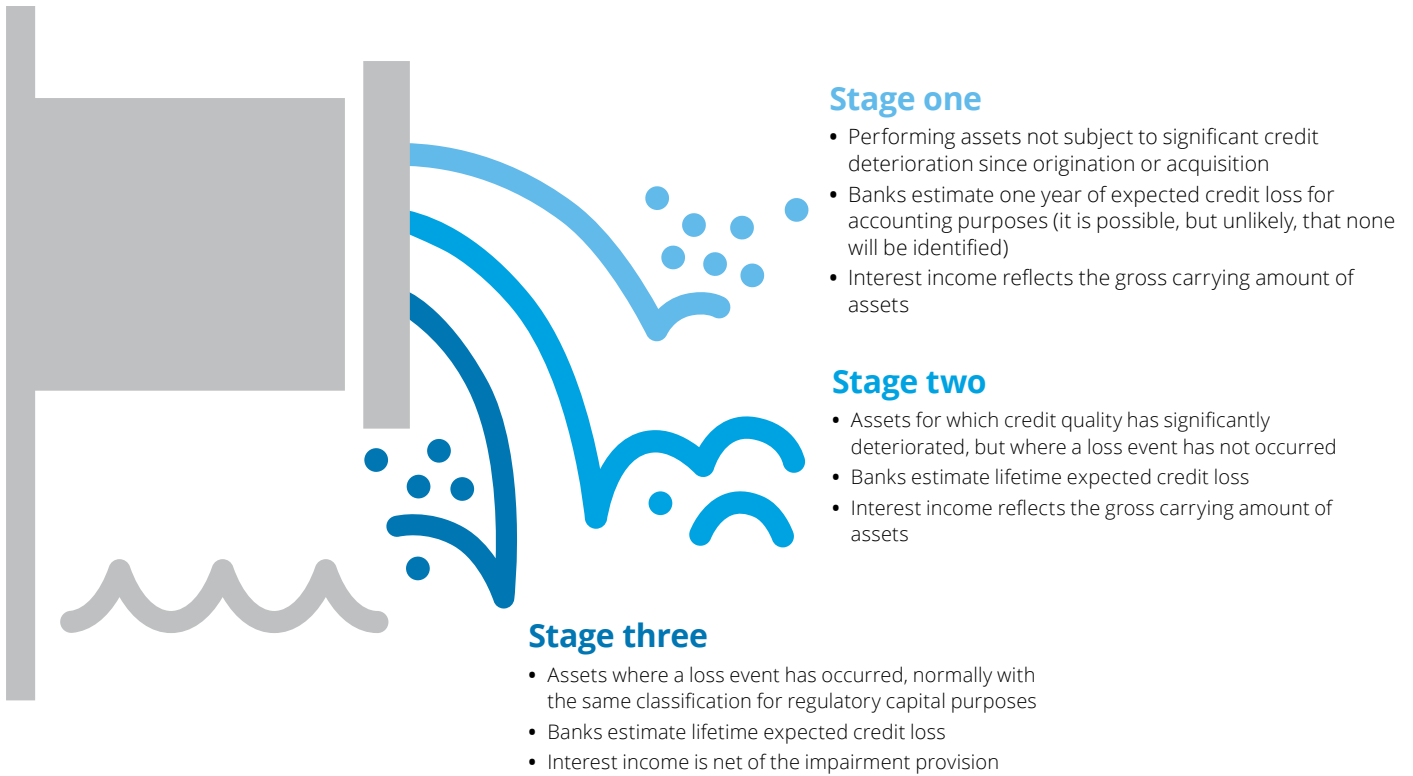 Stage one
• Performing assets not subject to significant credit
deterioration since origination or acquisition
• Banks estimate one year of expected credit loss for
accounting purposes (it is possible, but unlikely, that none
will be identified)
• Interest income reflects the gross carrying amount of
assets
Stage two
• Assets for which credit quality has significantly
deteriorated, but where a loss event has not occurred
• Banks estimate lifetime expected credit loss
• Interest income reflects the gross carrying amount of
assets
Stage three
• Assets where a loss event has occurred, normally with
the same classification for regulatory capital purposes
• Banks estimate lifetime expected credit loss
• Interest income is net of the impairment provision